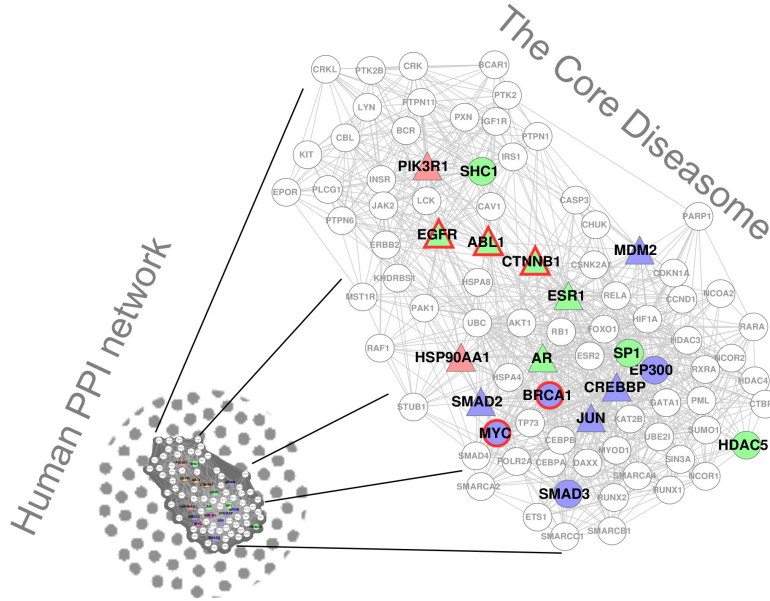 The Core Diseasome
Human PPI network
CRKL
PTK2B
CRK
BCAR1
LYN
PTPN11
PTK2
PXN
IGF1R
CBL
BCR
PTPN1
KIT
IRS1
PIK3R1
SHC1
EPOR
PLCG1
INSR
JAK2
LCK
CAV1
CASP3
PTPN6
CHUK
PARP1
EGFR
ABL1
ERBB2
CTNNB1
MDM2
KHDRBS1
HSPA8
CSNK2A1
CDKN1A
MST1R
ESR1
RELA
CCND1
NCOA2
PAK1
UBC
AKT1
RB1
FOXO1
HIF1A
RARA
RAF1
HSP90AA1
AR
ESR2
SP1
HDAC3
EP300
RXRA
NCOR2
HSPA4
CREBBP
HDAC4
STUB1
SMAD2
BRCA1
GATA1
PML
CTBP
JUN
KAT2B
MYC
TP73
SUMO1
CEBPB
UBE2I
HDAC5
SMAD4
POLR2A
CEBPA
DAXX
MYOD1
SIN3A
SMARCA2
SMARCA4
NCOR1
SMAD3
RUNX2
RUNX1
ETS1
SMARCC1
SMARCB1